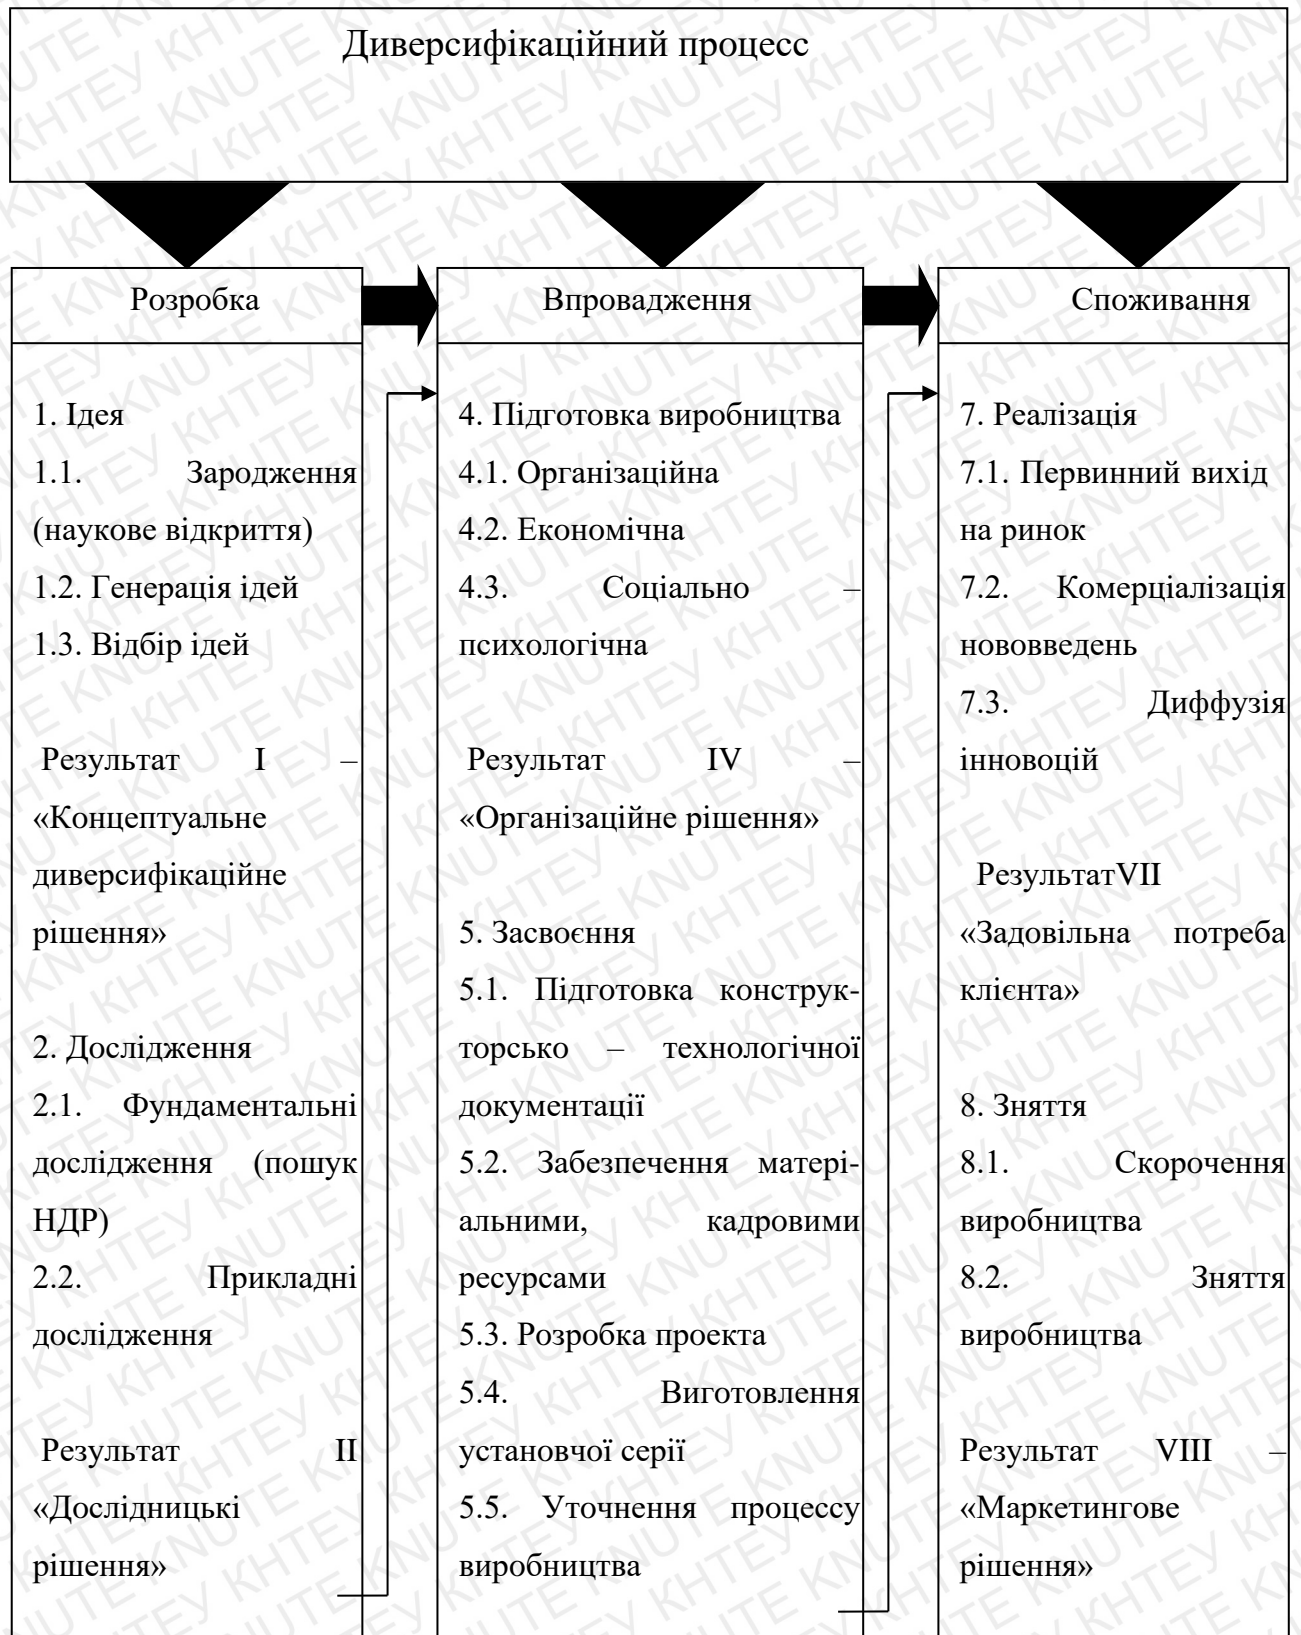 Диверсифікаційний процесс
Розробка
1. Ідея
1.1. Зародження
(наукове відкриття)
1.2. Генерація ідей
1.3. Відбір ідей
Результат I –
«Концептуальне
диверсифікаційне
рішення»
2. Дослідження
2.1. Фундаментальні
дослідження (пошук
НДР)
2.2. Прикладні
дослідження
Результат II
«Дослідницькі
рішення»
Впровадження
4. Підготовка виробництва
4.1. Організаційна
4.2. Економічна
4.3. Соціально –
психологічна
Результат IV –
«Організаційне рішення»
5. Засвоєння
5.1. Підготовка конструк-
торсько – технологічної
документації
5.2. Забезпечення матері-
альними, кадровими
ресурсами
5.3. Розробка проекта
5.4. Виготовлення
установчої серії
5.5. Уточнення процессу
виробництва
Споживання
7. Реалізація
7.1. Первинний вихід
на ринок
7.2. Комерціалізація
нововведень
7.3. Диффузія
інновоцій
РезультатVII
«Задовільна потреба
клієнта»
8. Зняття
8.1. Скорочення
виробництва
8.2. Зняття
виробництва
Результат VIII –
«Маркетингове
рішення»